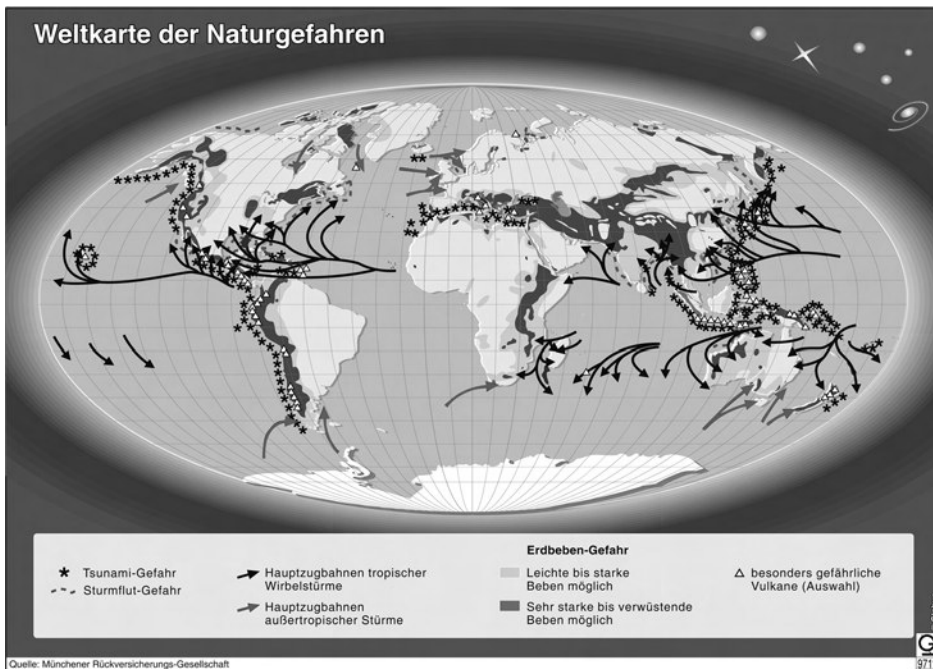 Weltkarte der Naturgefahren
Tsunami-Gefahr
Sturmflut-Gefahr
Hauptzugbahnen tropischer
Wirbelstürme
Hauptzugbahnen
außertropischer Stürme
Erdbeben-Gefahr
Leichte bis starke
Beben möglich
Sehr starke bis verwüstende
Beben möglich
besonders gefährliche
Vulkane (Auswahl)
G
971
Quelle: Münchener Rückversicherungs-Gesellschaft